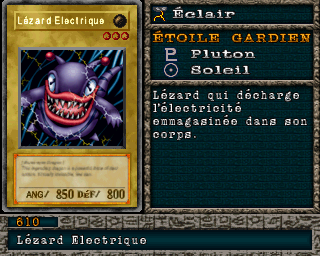 Lézard Electrique
ANG/ 850 DéF/ 800
Éclair
ÉTOILE GARDIEN
Pluton
Soleil
Lézard qui décharge
l'électricité
emmagasinée dans son
corps.
610
Lézard Electrique